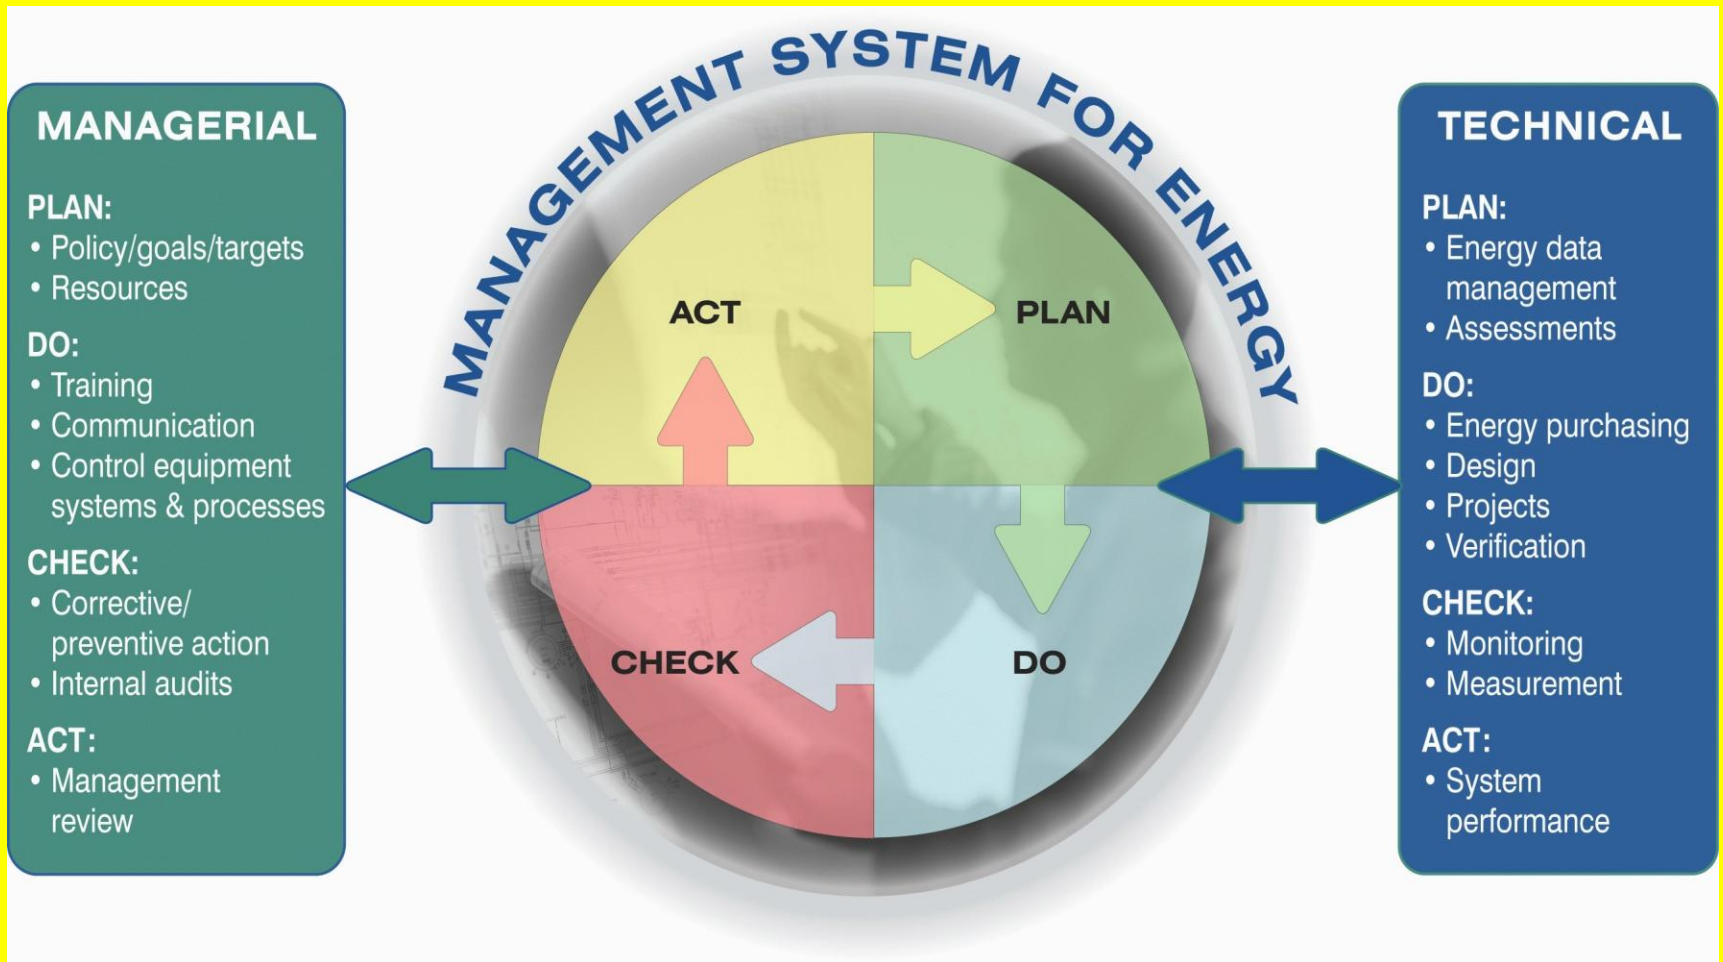 MANAGEMENT SYSTEM FOR ENERGY
MANAGERIAL
PLAN:
• Policy/goals/targets
• Resources
DO:
• Training
• Communication
• Control equipment
systems & processes
CHECK:
• Corrective/
preventive action
• Internal audits
ACT:
• Management
review
ACT
PLAN
CHECK
DO
TECHNICAL
PLAN:
• Energy data
management
• Assessments
DO:
• Energy purchasing
• Design
• Projects
• Verification
CHECK:
• Monitoring
• Measurement
ACT:
• System
performance